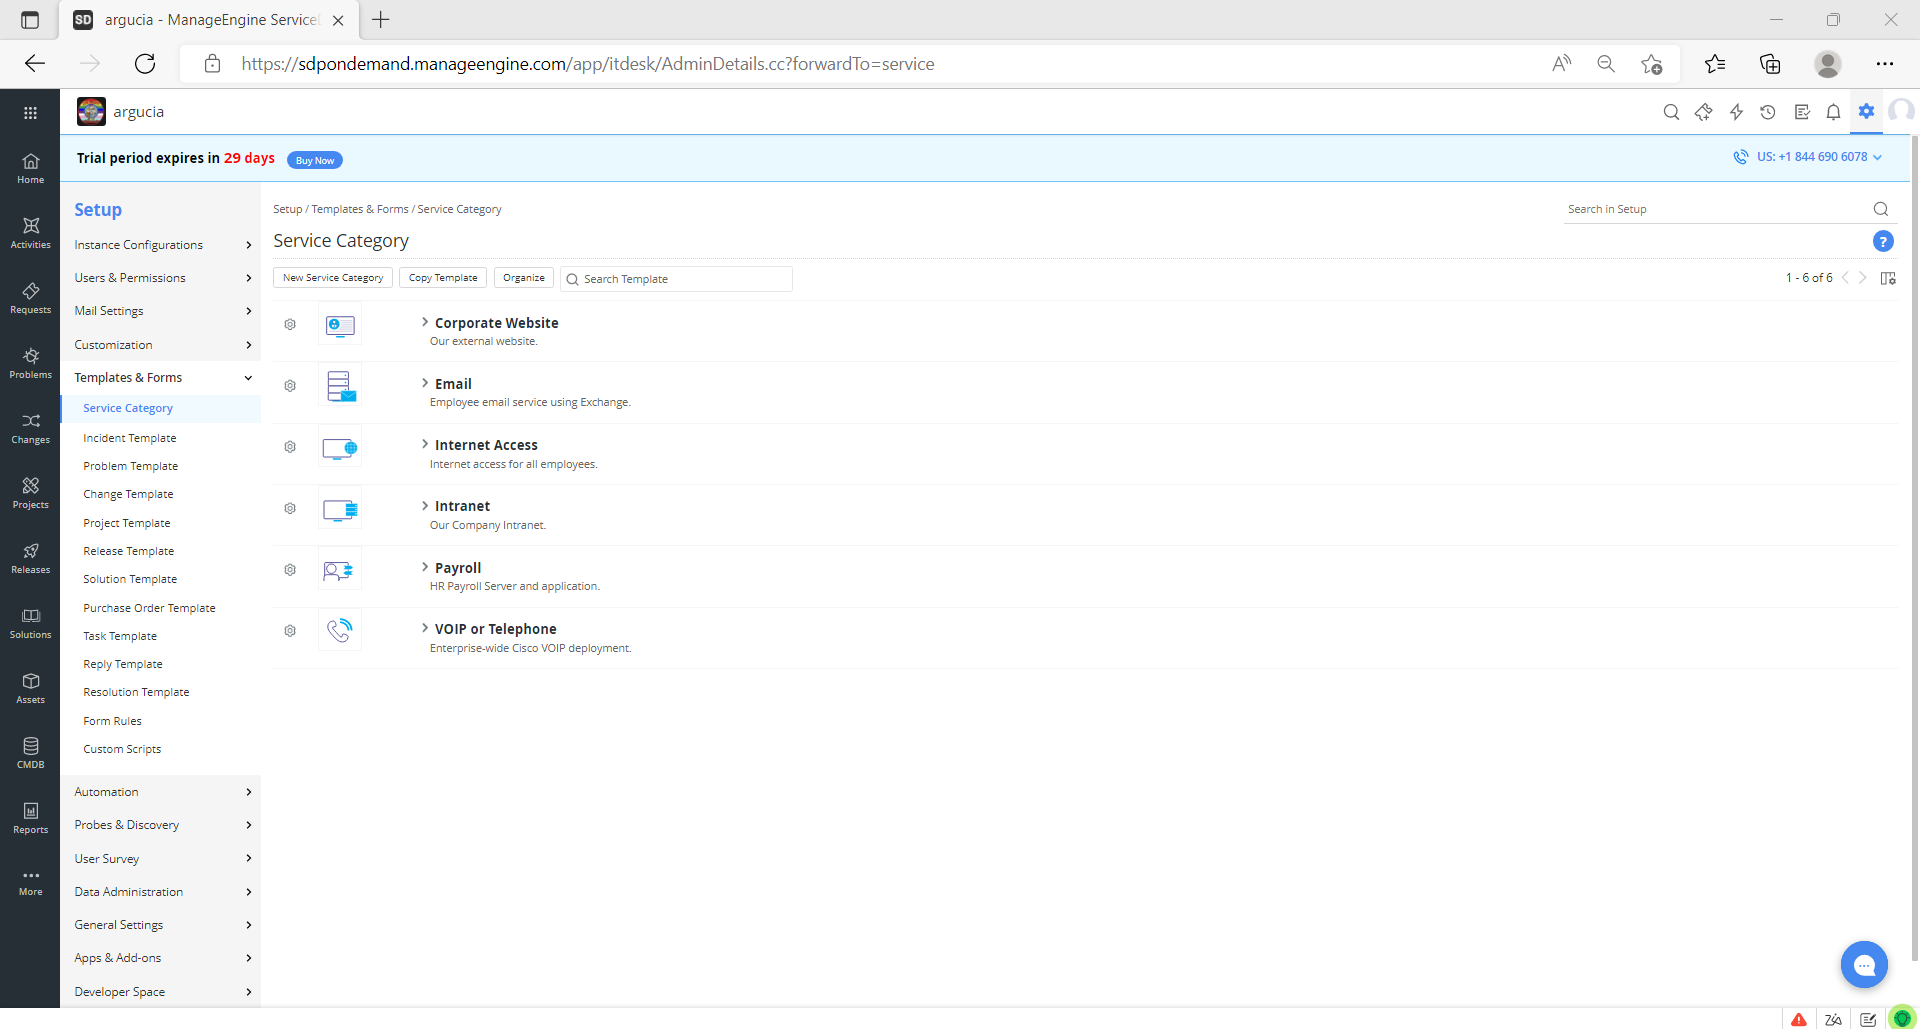 argucia - ManageEngine Service
https://sdpondemand.manageengine.com/app/itdesk/AdminDetails.cc?forwardTo=service
argucia
Trial period expires in 29 days
Buy Now
US: +1 844 690 6078
Home
Activities
Requests
Problems
Changes
Projects
Releases
Solutions
Assets
CMDB
Reports
More
Setup
Instance Configurations
Users & Permissions
Mail Settings
Customization
Templates & Forms
Service Category
Incident Template
Problem Template
Change Template
Project Template
Release Template
Solution Template
Purchase Order Template
Task Template
Reply Template
Resolution Template
Form Rules
Custom Scripts
Automation
Probes & Discovery
User Survey
Data Administration
General Settings
Apps & Add-ons
Developer Space
Setup / Templates & Forms / Service Category
Search in Setup
Service Category
?
New Service Category
Copy Template
Organize
Search Template
1 - 6 of 6
Corporate Website
Our external website.
Email
Employee email service using Exchange.
Internet Access
Internet access for all employees.
Intranet
Our Company Intranet.
Payroll
HR Payroll Server and application.
VOIP or Telephone
Enterprise-wide Cisco VOIP deployment.